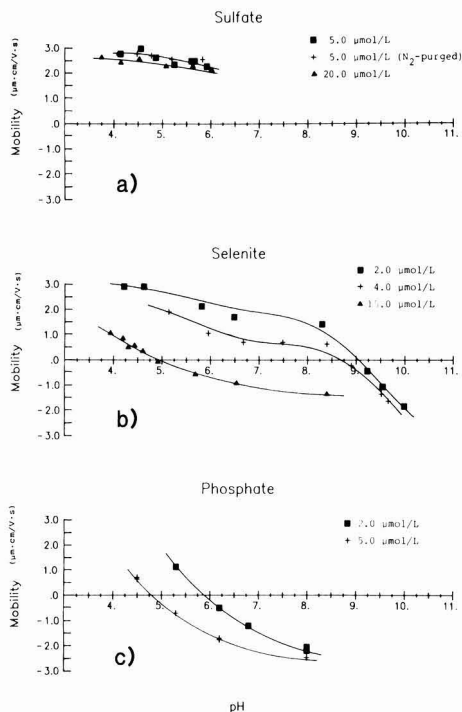 Sulfate
■ 5.0 µmol/L
+ 5.0 µmol/L (N2-purged)
▲ 20.0 µmol/L
Mobility (µm·cm/V·s)
3.0
2.0
1.0
.0
-1.0
-2.0
-3.0
4. 5. 6. 7. 8. 9. 10.
a)
Selenite
■ 2.0 µmol/L
+ 4.0 µmol/L
▲ µmol/L
Mobility (µm·cm/V·s)
3.0
2.0
1.0
.0
-1.0
-2.0
-3.0
4. 5. 6. 7. 8. 9. 10.
b)
Phosphate
■ 2.0 µmol/L
+ 5.0 µmol/L
Mobility (µm·cm/V·s)
3.0
2.0
1.0
.0
-1.0
-2.0
-3.0
4. 5. 6. 7. 8. 9. 10.
c)
pH